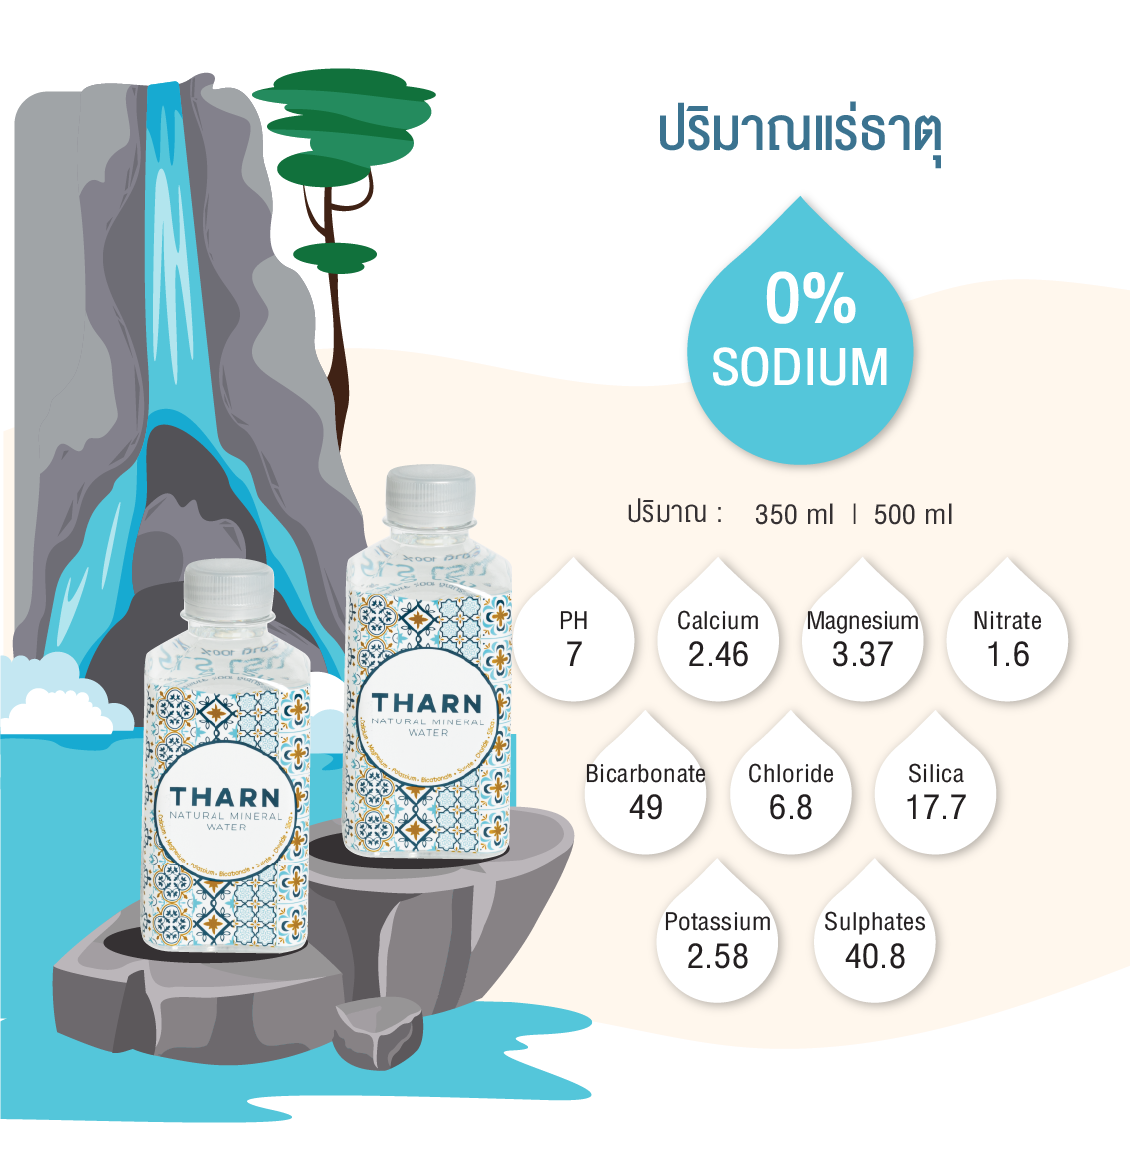 ปริมาณแร่ธาตุ
0%
SODIUM
ปริมาณ : 350 ml | 500 ml
PH
7
Calcium
2.46
Magnesium
3.37
Nitrate
1.6
Bicarbonate
49
Chloride
6.8
Silica
17.7
Potassium
2.58
Sulphates
40.8
THARN
NATURAL MINERAL
WATER
THARN
NATURAL MINERAL
WATER